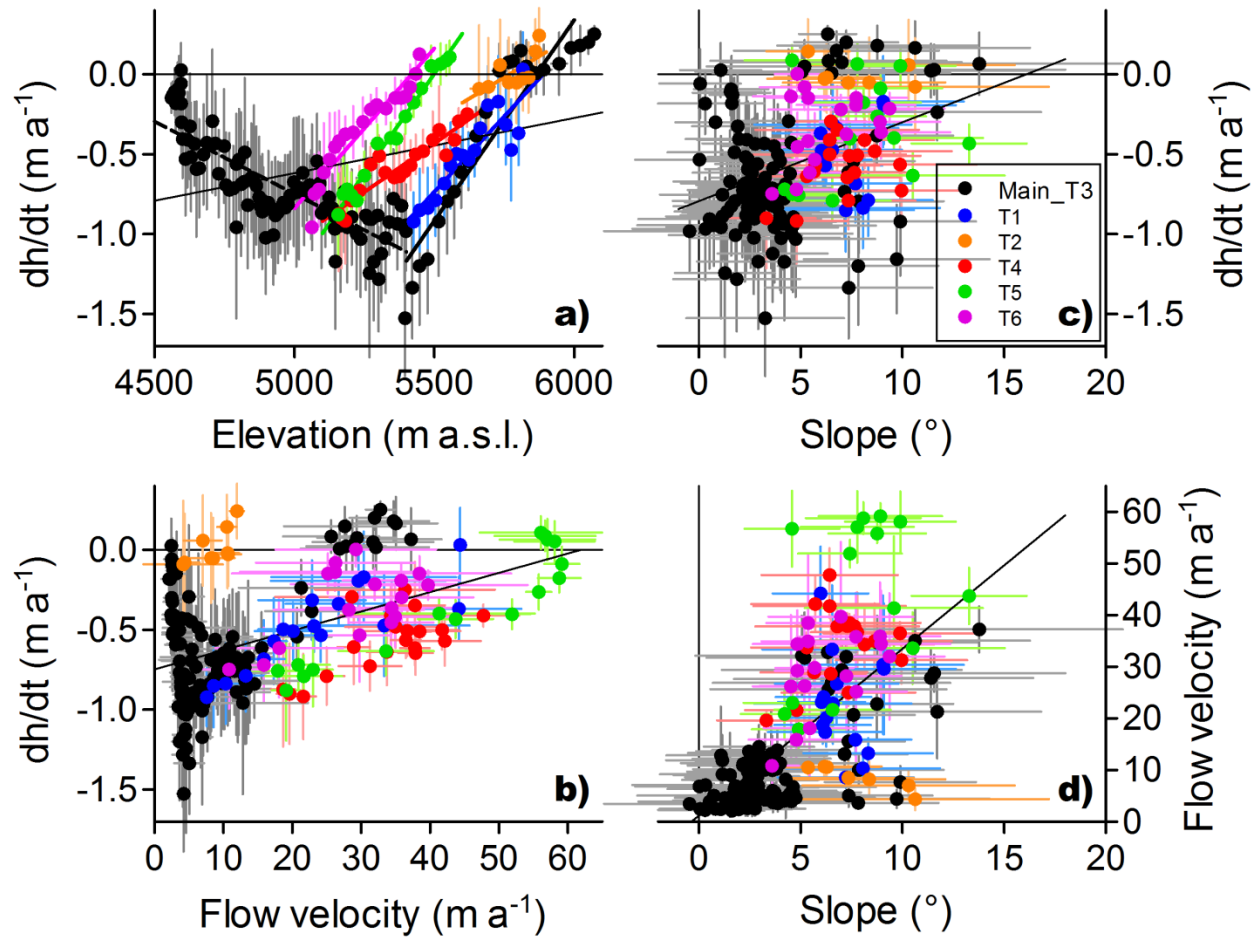 dh/dt (m a⁻¹)
0.0
-0.5
-1.0
-1.5
a)
4500 5000 5500 6000
Elevation (m a.s.l.)
c)
Main_T3
T1
T2
T4
T5
T6
0 5 10 15 20
Slope (°)
0.0
-0.5
-1.0
-1.5
dh/dt (m a⁻¹)
dh/dt (m a⁻¹)
0.0
-0.5
-1.0
-1.5
b)
0 10 20 30 40 50 60
Flow velocity (m a⁻¹)
d)
0 5 10 15 20
Slope (°)
60
50
40
30
20
10
0
Flow velocity (m a⁻¹)